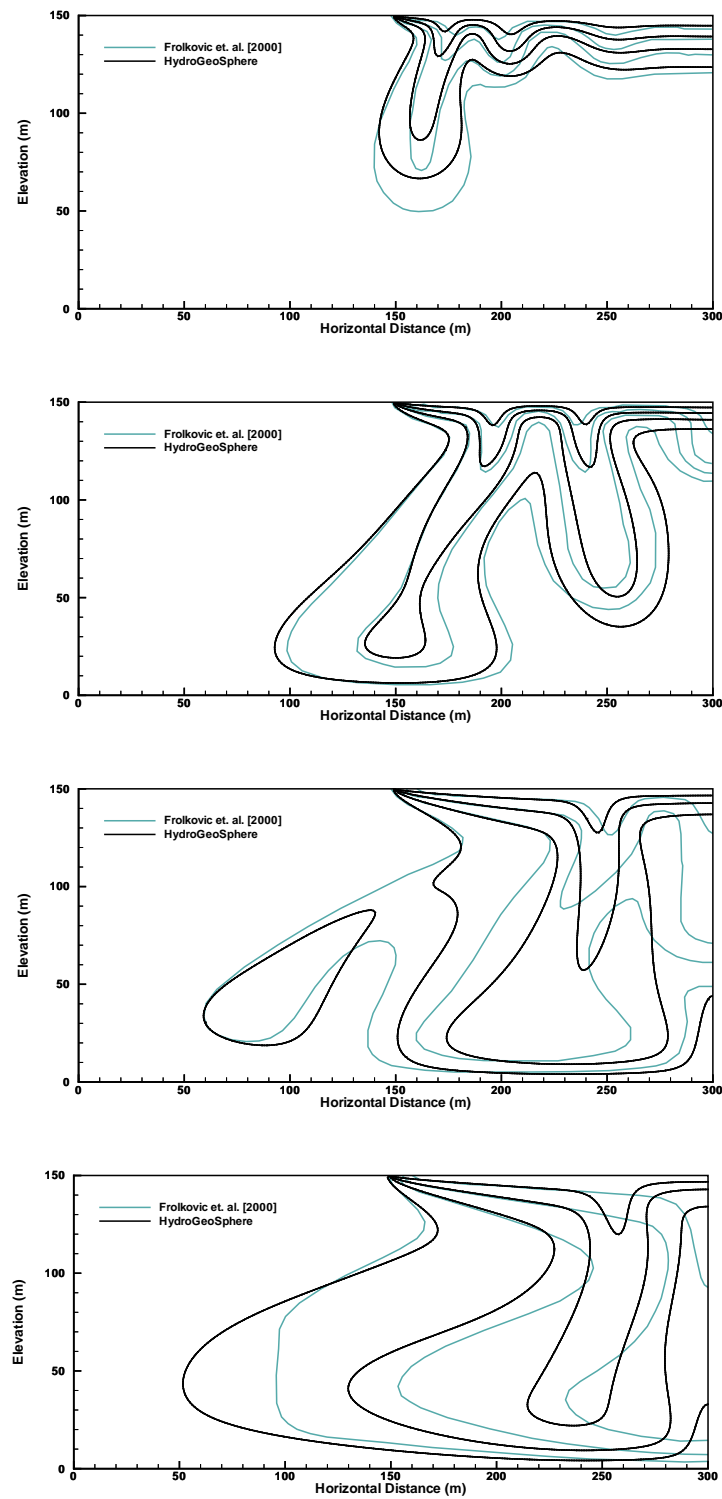 150
Frolkovic et. al. [2000]
HydroGeoSphere
100
Elevation (m)
50
0
0 50 100 150 200 250 300
Horizontal Distance (m)
150
Frolkovic et. al. [2000]
HydroGeoSphere
100
Elevation (m)
50
0
0 50 100 150 200 250 300
Horizontal Distance (m)
150
Frolkovic et. al. [2000]
HydroGeoSphere
100
Elevation (m)
50
0
0 50 100 150 200 250 300
Horizontal Distance (m)
150
Frolkovic et. al. [2000]
HydroGeoSphere
100
Elevation (m)
50
0
0 50 100 150 200 250 300
Horizontal Distance (m)